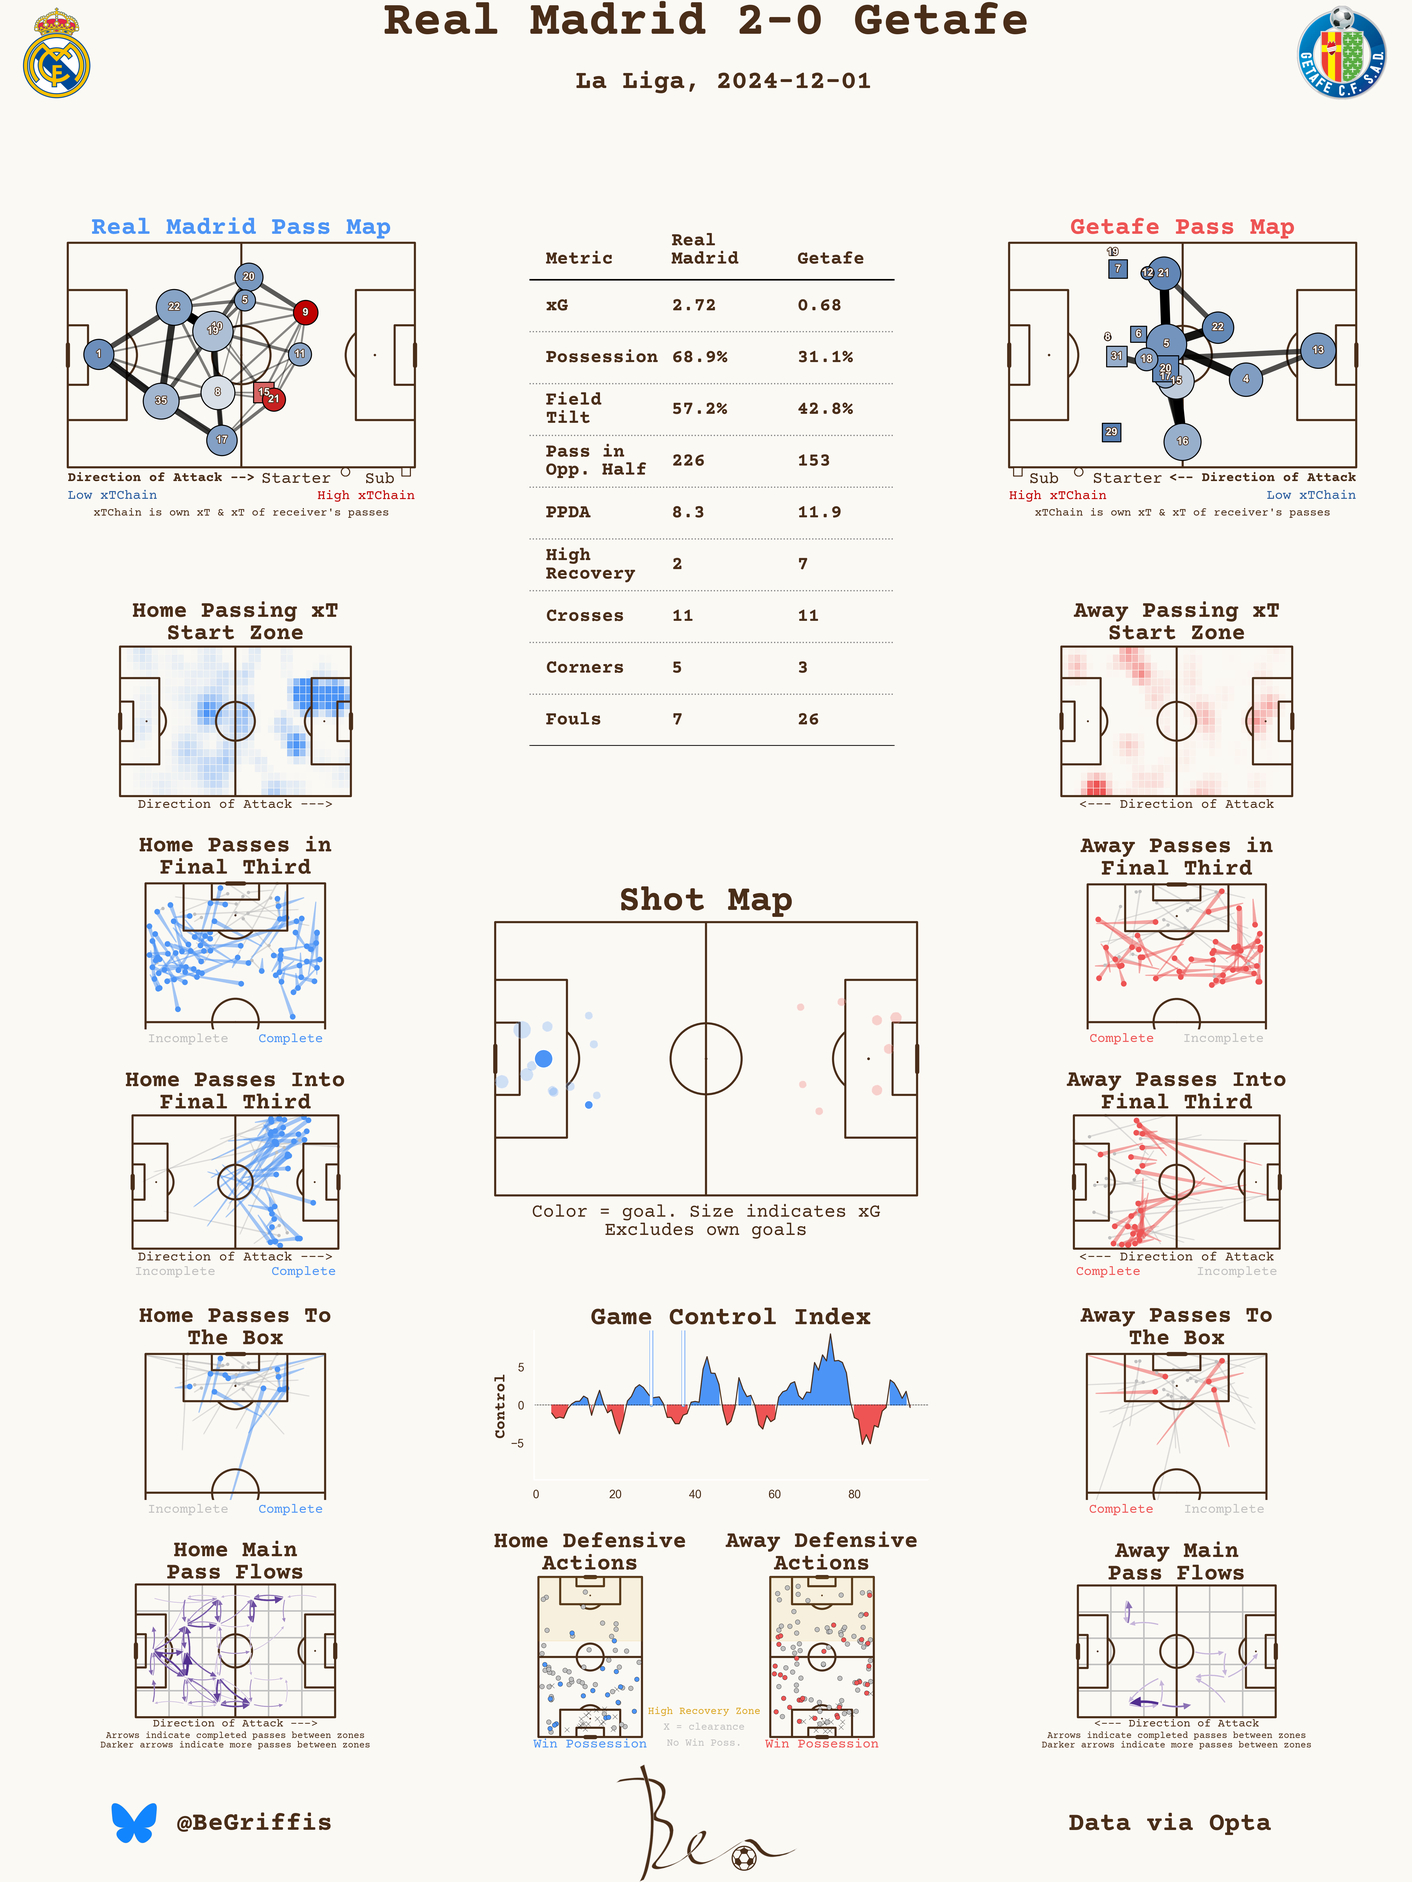 Real Madrid 2-0 Getafe
La Liga, 2024-12-01
GETAFE C.F. S.A.D.
Real Madrid Pass Map
20
5
22
9
10
19
1
11
8
15
21
35
17
Direction of Attack --> Starter Sub
Low xTChain High xTChain
xTChain is own xT & xT of receiver's passes
Metric Real Madrid Getafe
xG 2.72 0.68
Possession 68.9% 31.1%
Field Tilt 57.2% 42.8%
Pass in Opp. Half 226 153
PPDA 8.3 11.9
High Recovery 2 7
Crosses 11 11
Corners 5 3
Fouls 7 26
Getafe Pass Map
19
7
12
21
22
8
6
5
31
18
13
20
17
15
4
29
16
Sub Starter <-- Direction of Attack
High xTChain Low xTChain
xTChain is own xT & xT of receiver's passes
Home Passing xT
Start Zone
Direction of Attack --->
Away Passing xT
Start Zone
<--- Direction of Attack
Home Passes in
Final Third
Incomplete Complete
Away Passes in
Final Third
Complete Incomplete
Shot Map
Color = goal. Size indicates xG
Excludes own goals
Home Passes Into
Final Third
Direction of Attack --->
Incomplete Complete
Away Passes Into
Final Third
<--- Direction of Attack
Complete Incomplete
Home Passes To
The Box
Incomplete Complete
Game Control Index
Control
5
0
−5
0 20 40 60 80
Away Passes To
The Box
Complete Incomplete
Home Main
Pass Flows
Direction of Attack --->
Arrows indicate completed passes between zones
Darker arrows indicate more passes between zones
Home Defensive
Actions
Win Possession
High Recovery Zone
X = clearance
No Win Poss.
Away Defensive
Actions
Win Possession
Away Main
Pass Flows
<--- Direction of Attack
Arrows indicate completed passes between zones
Darker arrows indicate more passes between zones
@BeGriffis
Ben
Data via Opta